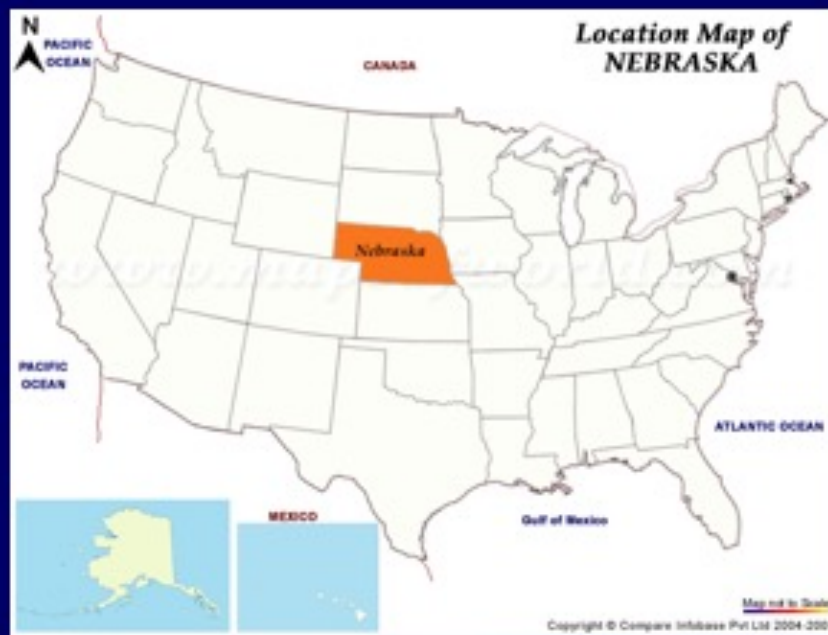 N
PACIFIC
OCEAN
CANADA
Location Map of
NEBRASKA
Nebraska
PACIFIC
OCEAN
ATLANTIC OCEAN
MEXICO
Gulf of Mexico
Map not to Scale
Copyright © Compare Infobase Pvt Ltd 2004-200